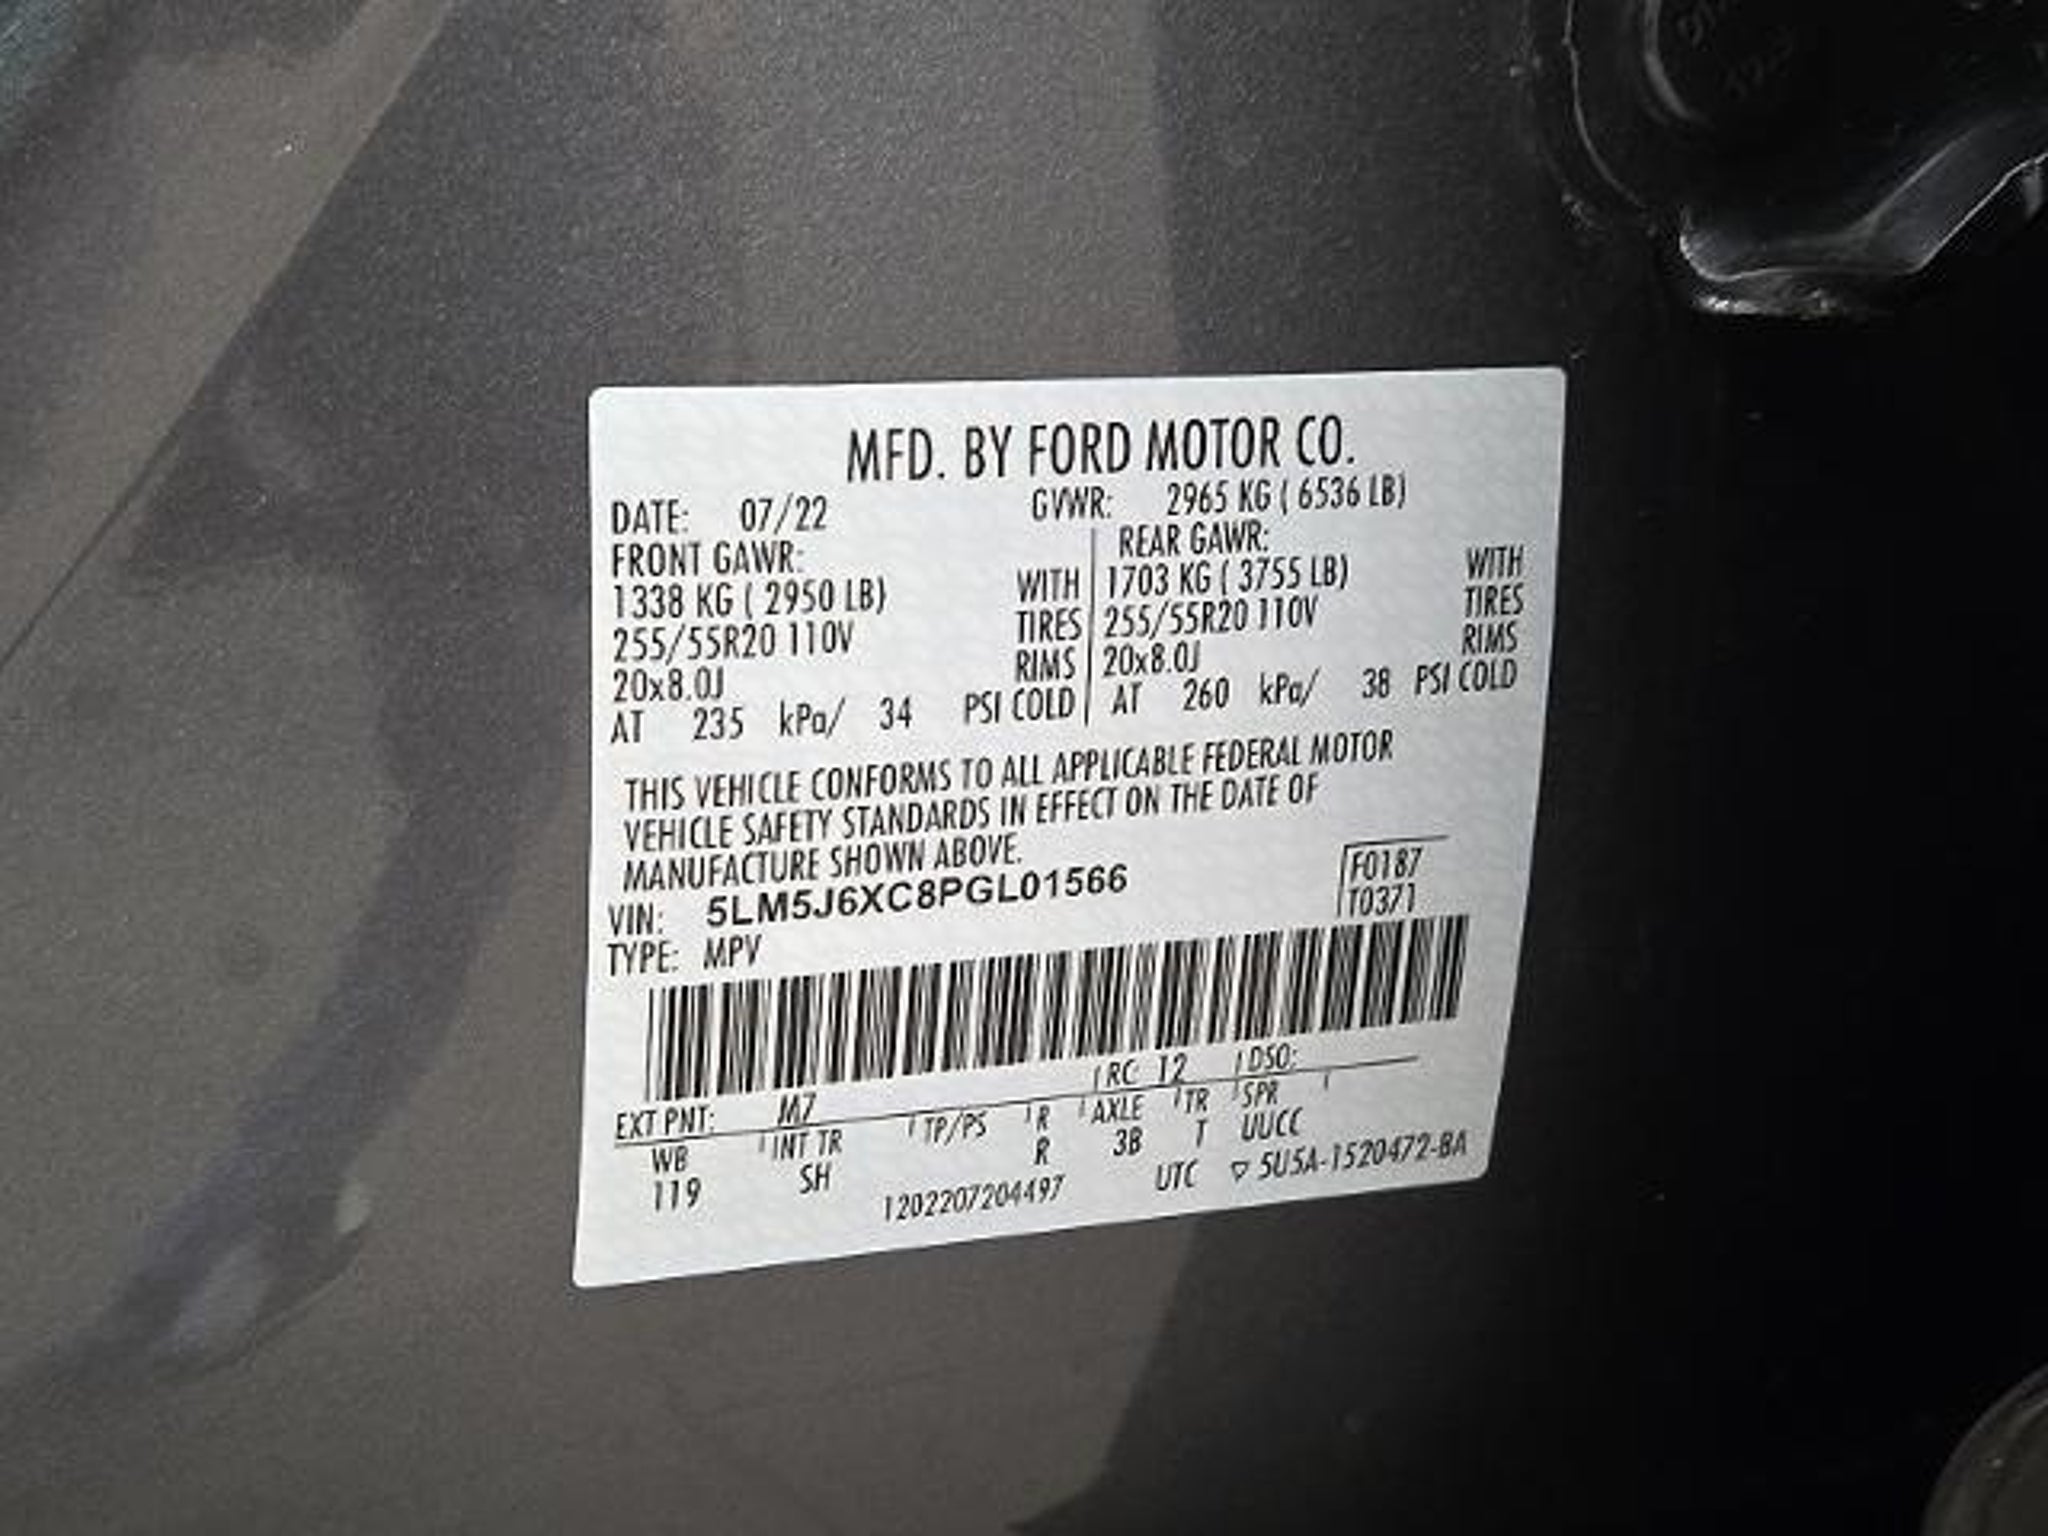 MFD. BY FORD MOTOR CO.
DATE: 07/22 GVWR: 2965 KG ( 6536 LB)
FRONT GAWR: REAR GAWR:
1338 KG ( 2950 LB) WITH 1703 KG ( 3755 LB) WITH
255/55R20 110V TIRES 255/55R20 110V TIRES
20x8.0J RIMS 20x8.0J RIMS
AT 235 kPa/ 34 PSI COLD AT 260 kPa/ 38 PSI COLD
THIS VEHICLE CONFORMS TO ALL APPLICABLE FEDERAL MOTOR
VEHICLE SAFETY STANDARDS IN EFFECT ON THE DATE OF
MANUFACTURE SHOWN ABOVE.
VIN: 5LM5J6XC8PGL01566 F0187
TYPE: MPV T0371
EXT PNT: M7 RC 12 DSO:
WB INT TR TP/PS R AXLE TR SPR
119 SH R 3B T UUCC
1202207204497 UTC ▽ 5U5A-1520472-BA